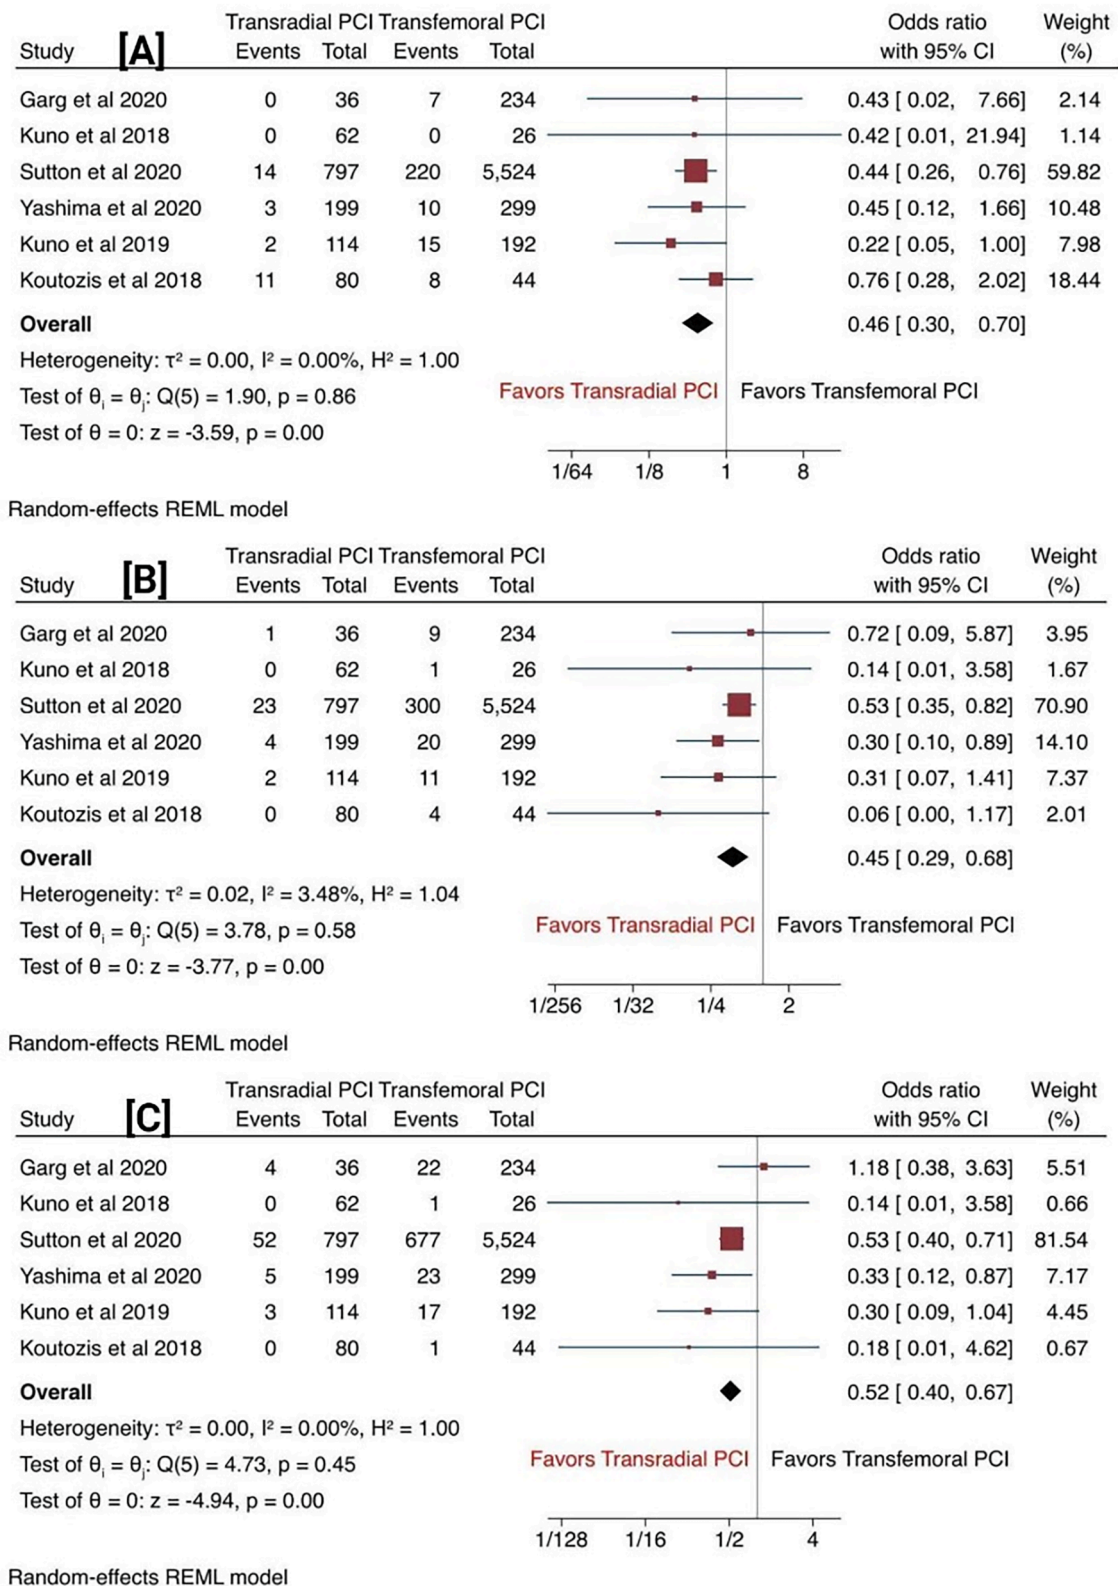 Transradial PCI Transfemoral PCI Odds ratio Weight
Study [A] Events Total Events Total with 95% CI (%)
Garg et al 2020 0 36 7 234 0.43 [ 0.02, 7.66] 2.14
Kuno et al 2018 0 62 0 26 0.42 [ 0.01, 21.94] 1.14
Sutton et al 2020 14 797 220 5,524 0.44 [ 0.26, 0.76] 59.82
Yashima et al 2020 3 199 10 299 0.45 [ 0.12, 1.66] 10.48
Kuno et al 2019 2 114 15 192 0.22 [ 0.05, 1.00] 7.98
Koutozis et al 2018 11 80 8 44 0.76 [ 0.28, 2.02] 18.44
Overall 0.46 [ 0.30, 0.70]
Heterogeneity: τ² = 0.00, I² = 0.00%, H² = 1.00
Favors Transradial PCI Favors Transfemoral PCI
Test of θᵢ = θⱼ: Q(5) = 1.90, p = 0.86
Test of θ = 0: z = -3.59, p = 0.00
1/64 1/8 1 8
Random-effects REML model
Transradial PCI Transfemoral PCI Odds ratio Weight
Study [B] Events Total Events Total with 95% CI (%)
Garg et al 2020 1 36 9 234 0.72 [ 0.09, 5.87] 3.95
Kuno et al 2018 0 62 1 26 0.14 [ 0.01, 3.58] 1.67
Sutton et al 2020 23 797 300 5,524 0.53 [ 0.35, 0.82] 70.90
Yashima et al 2020 4 199 20 299 0.30 [ 0.10, 0.89] 14.10
Kuno et al 2019 2 114 11 192 0.31 [ 0.07, 1.41] 7.37
Koutozis et al 2018 0 80 4 44 0.06 [ 0.00, 1.17] 2.01
Overall 0.45 [ 0.29, 0.68]
Heterogeneity: τ² = 0.02, I² = 3.48%, H² = 1.04
Favors Transradial PCI Favors Transfemoral PCI
Test of θᵢ = θⱼ: Q(5) = 3.78, p = 0.58
Test of θ = 0: z = -3.77, p = 0.00
1/256 1/32 1/4 2
Random-effects REML model
Transradial PCI Transfemoral PCI Odds ratio Weight
Study [C] Events Total Events Total with 95% CI (%)
Garg et al 2020 4 36 22 234 1.18 [ 0.38, 3.63] 5.51
Kuno et al 2018 0 62 1 26 0.14 [ 0.01, 3.58] 0.66
Sutton et al 2020 52 797 677 5,524 0.53 [ 0.40, 0.71] 81.54
Yashima et al 2020 5 199 23 299 0.33 [ 0.12, 0.87] 7.17
Kuno et al 2019 3 114 17 192 0.30 [ 0.09, 1.04] 4.45
Koutozis et al 2018 0 80 1 44 0.18 [ 0.01, 4.62] 0.67
Overall 0.52 [ 0.40, 0.67]
Heterogeneity: τ² = 0.00, I² = 0.00%, H² = 1.00
Favors Transradial PCI Favors Transfemoral PCI
Test of θᵢ = θⱼ: Q(5) = 4.73, p = 0.45
Test of θ = 0: z = -4.94, p = 0.00
1/128 1/16 1/2 4
Random-effects REML model